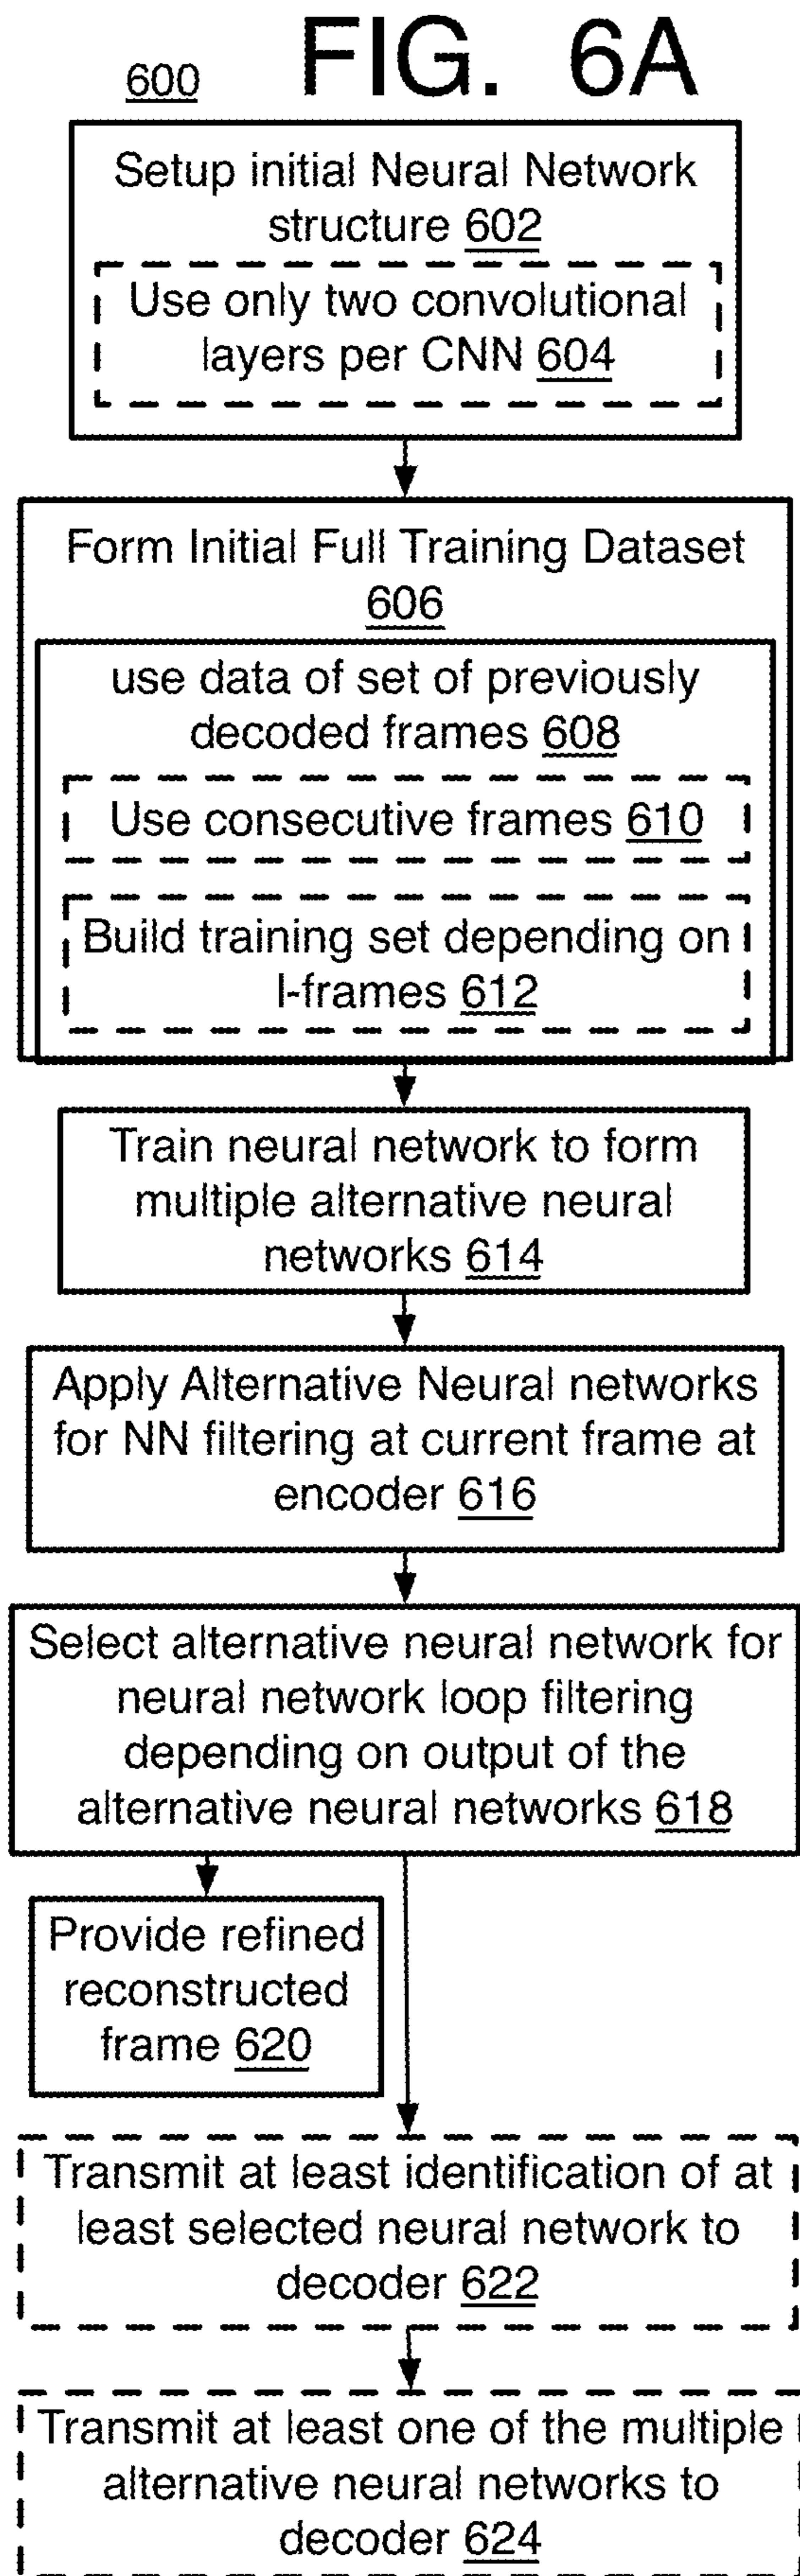 600 FIG. 6A
Setup initial Neural Network
structure 602
Use only two convolutional
layers per CNN 604
Form Initial Full Training Dataset
606
use data of set of previously
decoded frames 608
Use consecutive frames 610
Build training set depending on
I-frames 612
Train neural network to form
multiple alternative neural
networks 614
Apply Alternative Neural networks
for NN filtering at current frame at
encoder 616
Select alternative neural network for
neural network loop filtering
depending on output of the
alternative neural networks 618
Provide refined
reconstructed
frame 620
Transmit at least identification of at
least selected neural network to
decoder 622
Transmit at least one of the multiple
alternative neural networks to
decoder 624